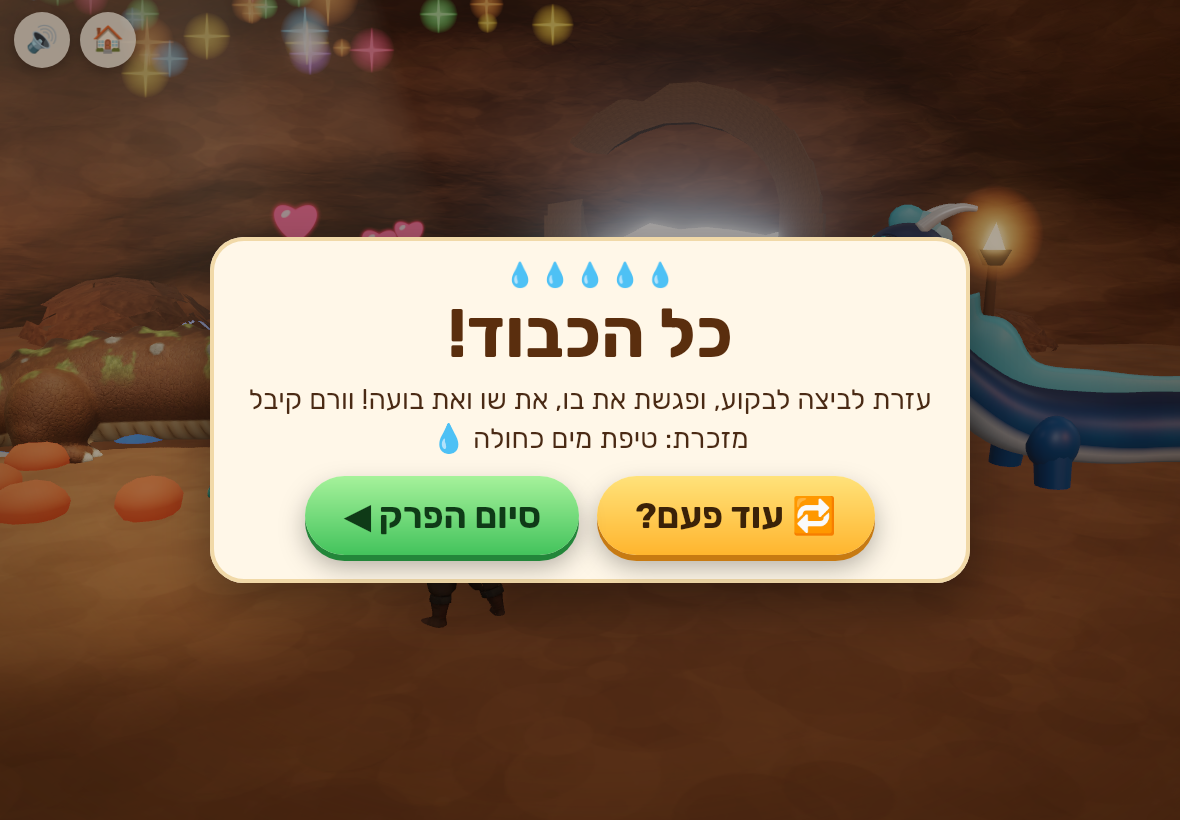 כל הכבוד!
עזרת לביצה לבקוע, ופגשת את בו, את שו ואת בועה! וורם קיבל
מזכרת: טיפת מים כחולה 💧
🔁 עוד פעם?
סיום הפרק ◀